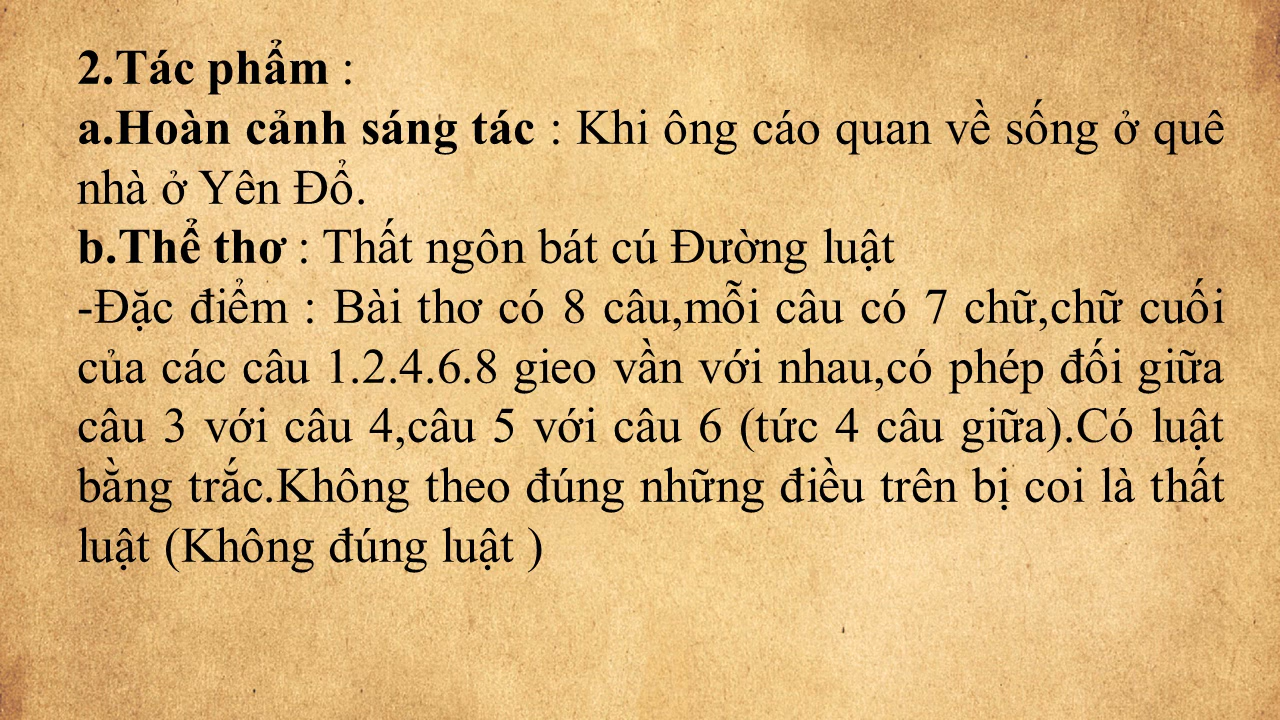 2.Tác phẩm :
a.Hoàn cảnh sáng tác : Khi ông cáo quan về sống ở quê
nhà ở Yên Đổ.
b.Thể thơ : Thất ngôn bát cú Đường luật
-Đặc điểm : Bài thơ có 8 câu,mỗi câu có 7 chữ,chữ cuối
của các câu 1.2.4.6.8 gieo vần với nhau,có phép đối giữa
câu 3 với câu 4,câu 5 với câu 6 (tức 4 câu giữa).Có luật
bằng trắc.Không theo đúng những điều trên bị coi là thất
luật (Không đúng luật )